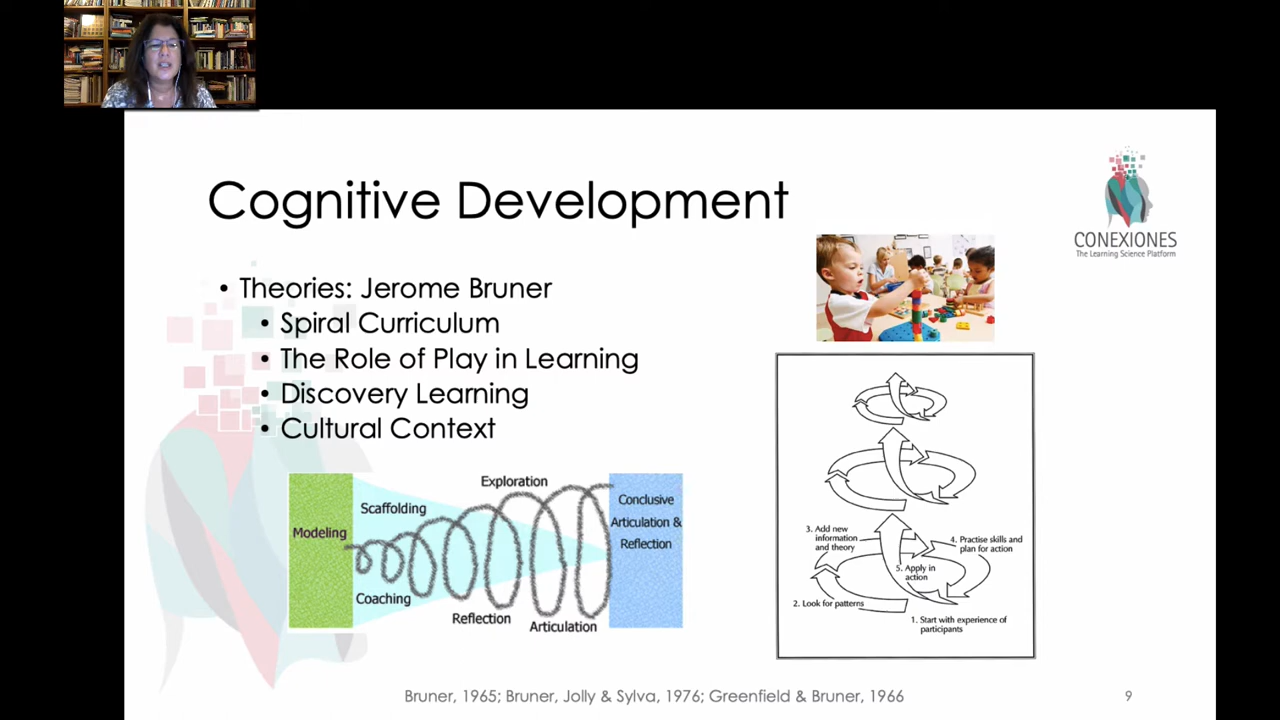 Cognitive Development
CONEXIONES
The Learning Science Platform
• Theories: Jerome Bruner
• Spiral Curriculum
• The Role of Play in Learning
• Discovery Learning
• Cultural Context
Modeling
Scaffolding
Coaching
Exploration
Reflection
Articulation
Conclusive
Articulation &
Reflection
3. Add new
information
and theory
4. Practise skills and
plan for action
5. Apply in
action
2. Look for patterns
1. Start with experience of
participants
Bruner, 1965; Bruner, Jolly & Sylva, 1976; Greenfield & Bruner, 1966
9